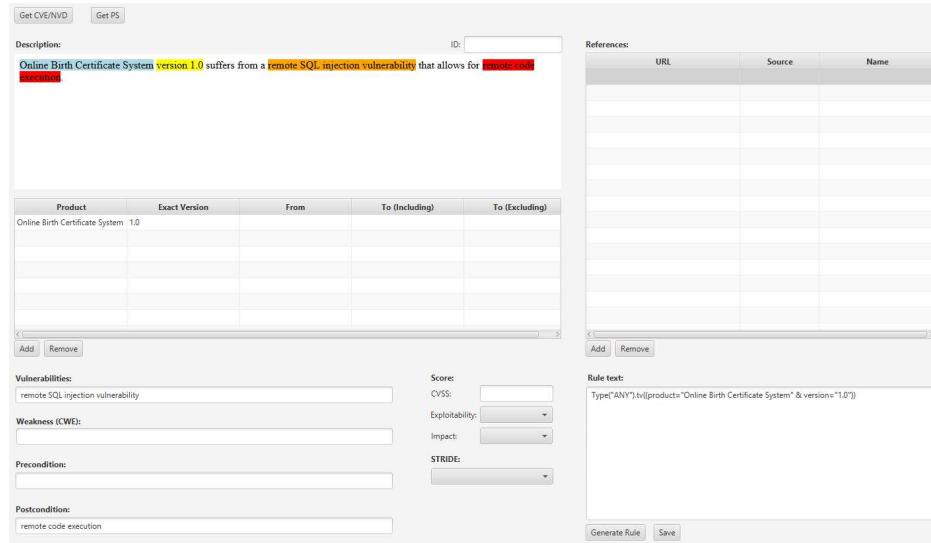 Get CVE/NVD Get PS
Description: ID: References:
Online Birth Certificate System version 1.0 suffers from a remote SQL injection vulnerability that allows for remote code
execution.
URL Source Name
Product Exact Version From To (Including) To (Excluding)
Online Birth Certificate System 1.0
Add Remove Add Remove
Vulnerabilities: Score: Rule text:
remote SQL injection vulnerability CVSS: Type("ANY").tv((product="Online Birth Certificate System" & version="1.0"))
Exploitability:
Weakness (CWE):
Impact:
Precondition: STRIDE:
Postcondition:
remote code execution Generate Rule Save